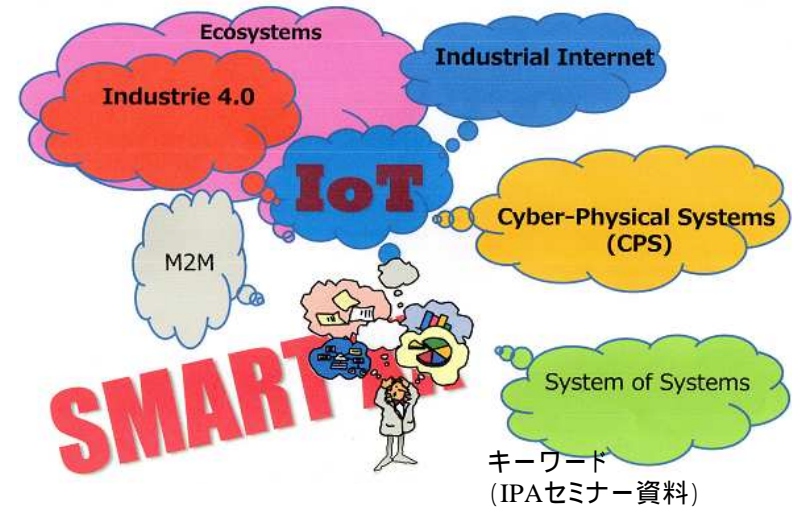 Ecosystems
Industrial Internet
Industrie 4.0
IoT
Cyber-Physical Systems
(CPS)
M2M
SMART
System of Systems
キーワード
(IPAセミナー資料)